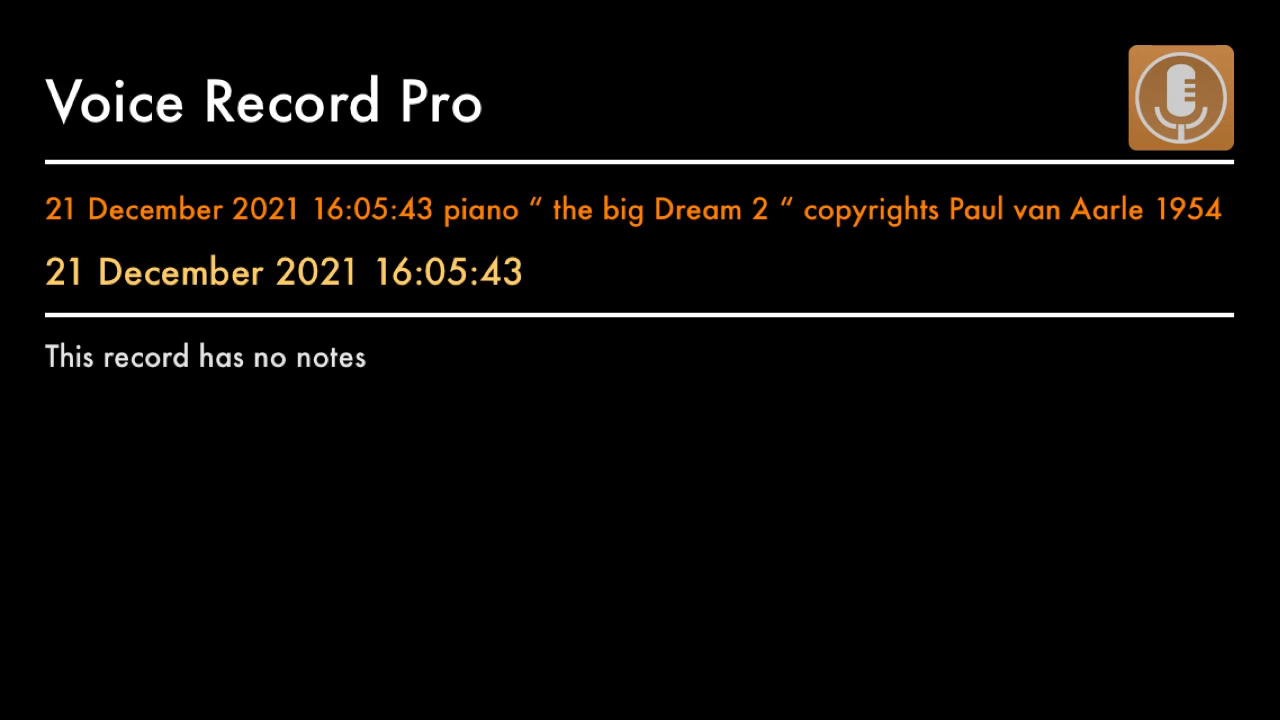 Voice Record Pro
21 December 2021 16:05:43 piano “ the big Dream 2 “ copyrights Paul van Aarle 1954
21 December 2021 16:05:43
This record has no notes